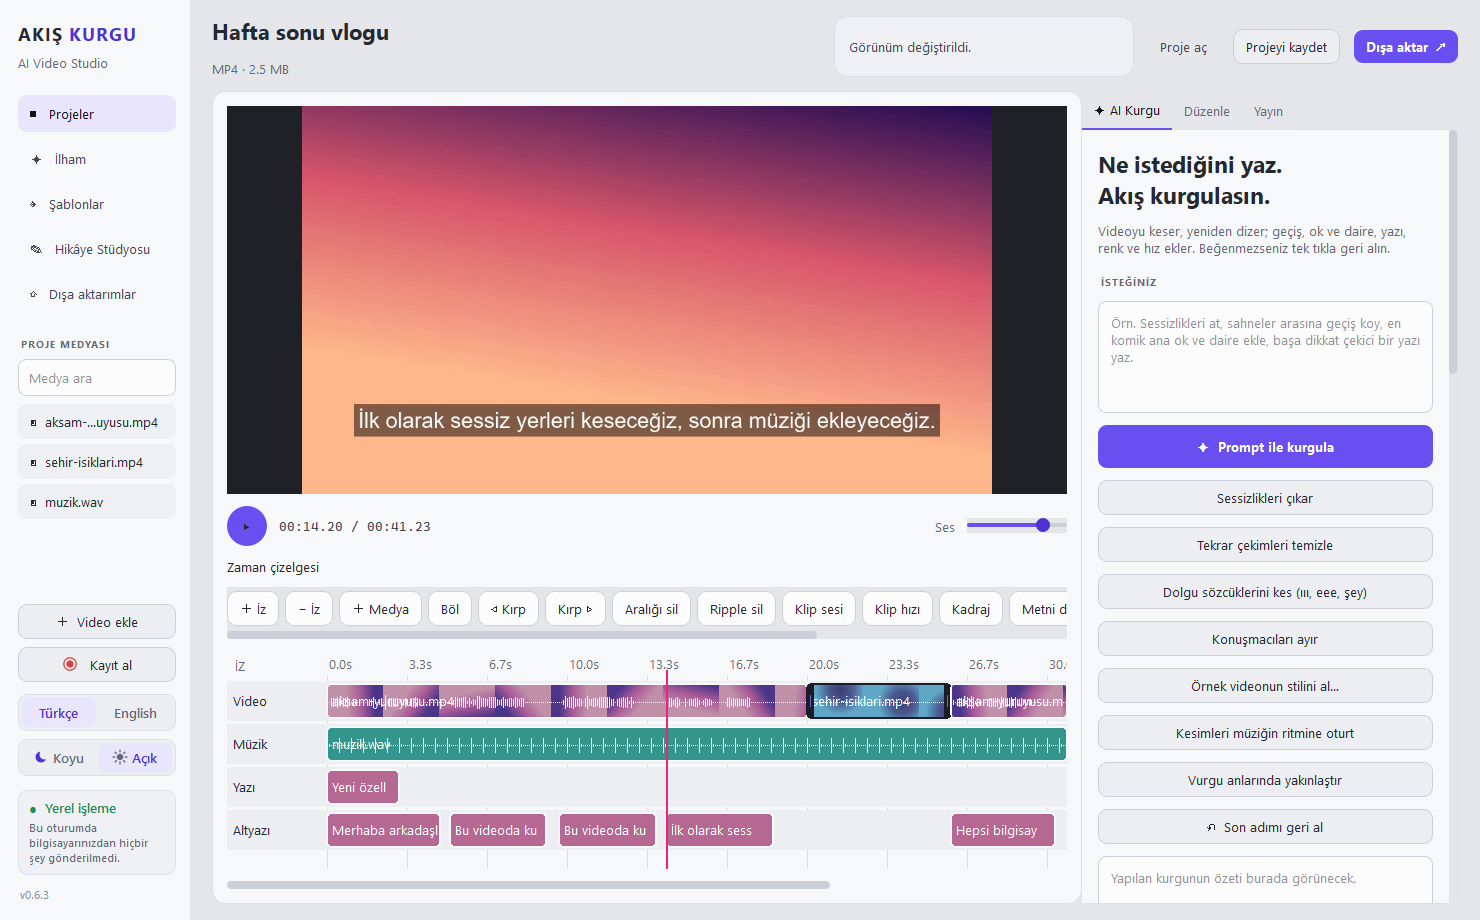 AKIŞ KURGU
AI Video Studio
Projeler
İlham
Şablonlar
Hikâye Stüdyosu
Dışa aktarımlar
PROJE MEDYASI
Medya ara
aksam-...uyusu.mp4
sehir-isiklari.mp4
muzik.wav
+ Video ekle
Kayıt al
Türkçe English
Koyu Açık
Yerel işleme
Bu oturumda
bilgisayarınızdan hiçbir
şey gönderilmedi.
v0.6.3
Hafta sonu vlogu
MP4 · 2.5 MB
Görünüm değiştirildi.
Proje aç
Projeyi kaydet
Dışa aktar ↗
İlk olarak sessiz yerleri keseceğiz, sonra müziği ekleyeceğiz.
00:14.20 / 00:41.23
Ses
Zaman çizelgesi
+ İz − İz + Medya Böl Kırp Kırp Aralığı sil Ripple sil Klip sesi Klip hızı Kadraj Metni d
İZ 0.0s 3.3s 6.7s 10.0s 13.3s 16.7s 20.0s 23.3s 26.7s 30.
Video sehir-isiklari.mp4
Müzik muzik.wav
Yazı Yeni özell
Altyazı Merhaba arkadaşl Bu videoda ku Bu videoda ku İlk olarak sess Hepsi bilgisay
AI Kurgu Düzenle Yayın
Ne istediğini yaz.
Akış kurgulasın.
Videoyu keser, yeniden dizer; geçiş, ok ve daire, yazı,
renk ve hız ekler. Beğenmezseniz tek tıkla geri alın.
İSTEĞİNİZ
Örn. Sessizlikleri at, sahneler arasına geçiş koy, en
komik ana ok ve daire ekle, başa dikkat çekici bir yazı
yaz.
Prompt ile kurgula
Sessizlikleri çıkar
Tekrar çekimleri temizle
Dolgu sözcüklerini kes (ııı, eee, şey)
Konuşmacıları ayır
Örnek videonun stilini al...
Kesimleri müziğin ritmine oturt
Vurgu anlarında yakınlaştır
Son adımı geri al
Yapılan kurgunun özeti burada görünecek.